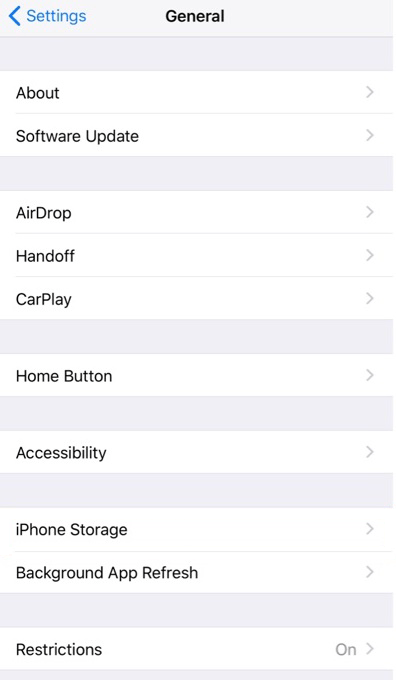 Settings
General
About
Software Update
AirDrop
Handoff
CarPlay
Home Button
Accessibility
iPhone Storage
Background App Refresh
Restrictions On